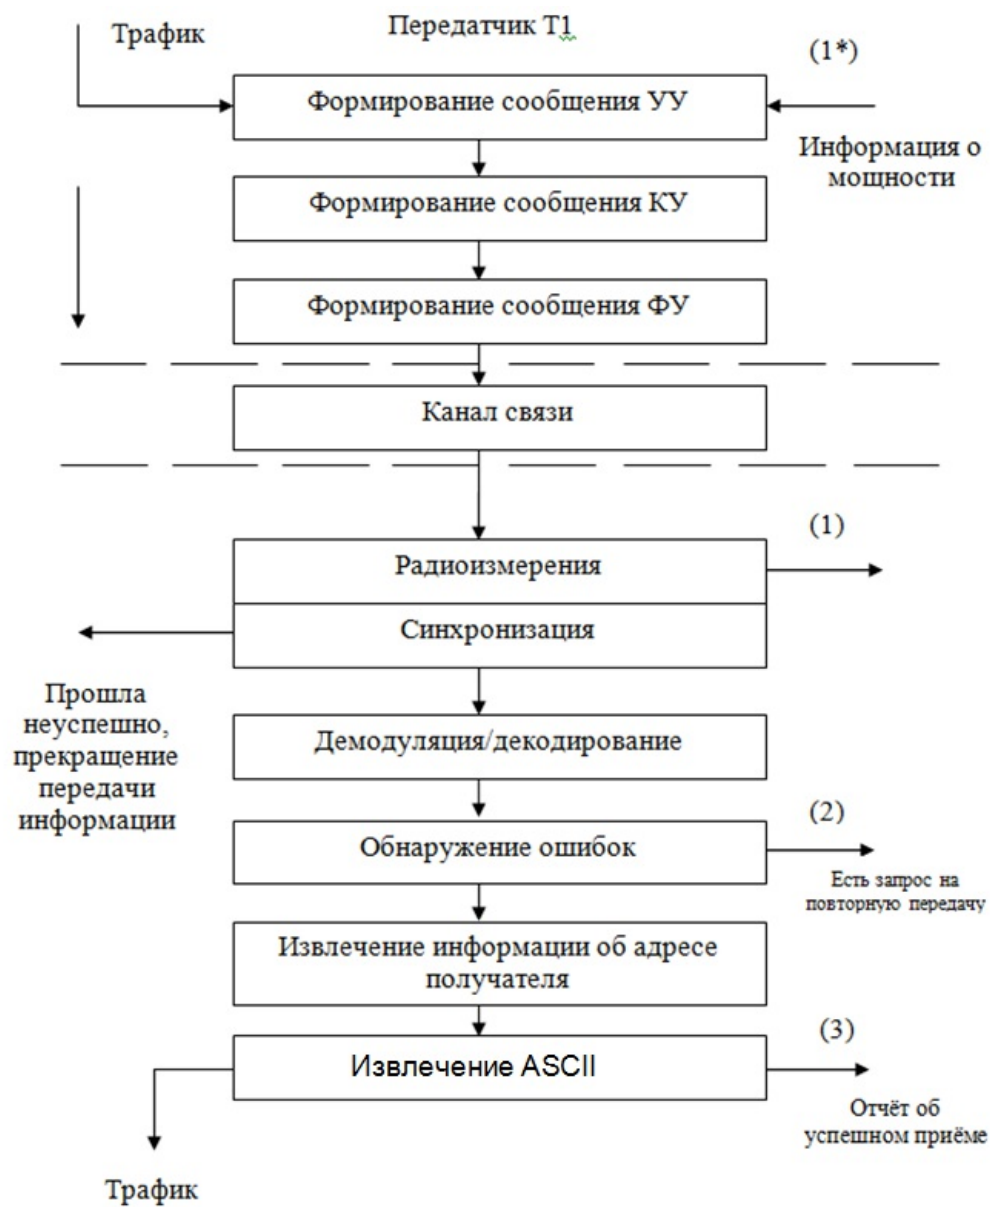 Трафик
Передатчик Т1
(1*)
Формирование сообщения УУ
Информация о
мощности
Формирование сообщения КУ
Формирование сообщения ФУ
Канал связи
(1)
Радиоизмерения
Синхронизация
Прошла
неуспешно,
прекращение
передачи
информации
Демодуляция/декодирование
(2)
Обнаружение ошибок
Есть запрос на
повторную передачу
Извлечение информации об адресе
получателя
(3)
Извлечение ASCII
Отчёт об
успешном приёме
Трафик